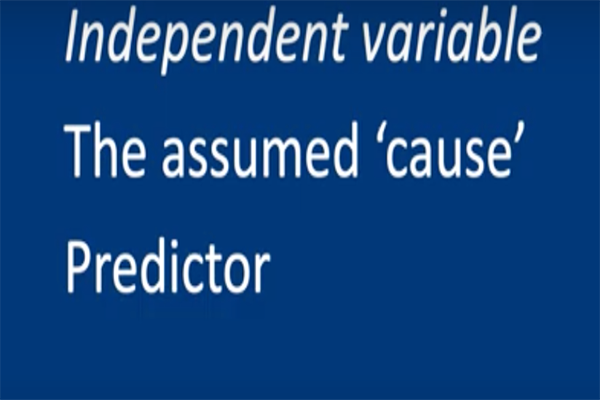 Independent variable
The assumed ‘cause’
Predictor